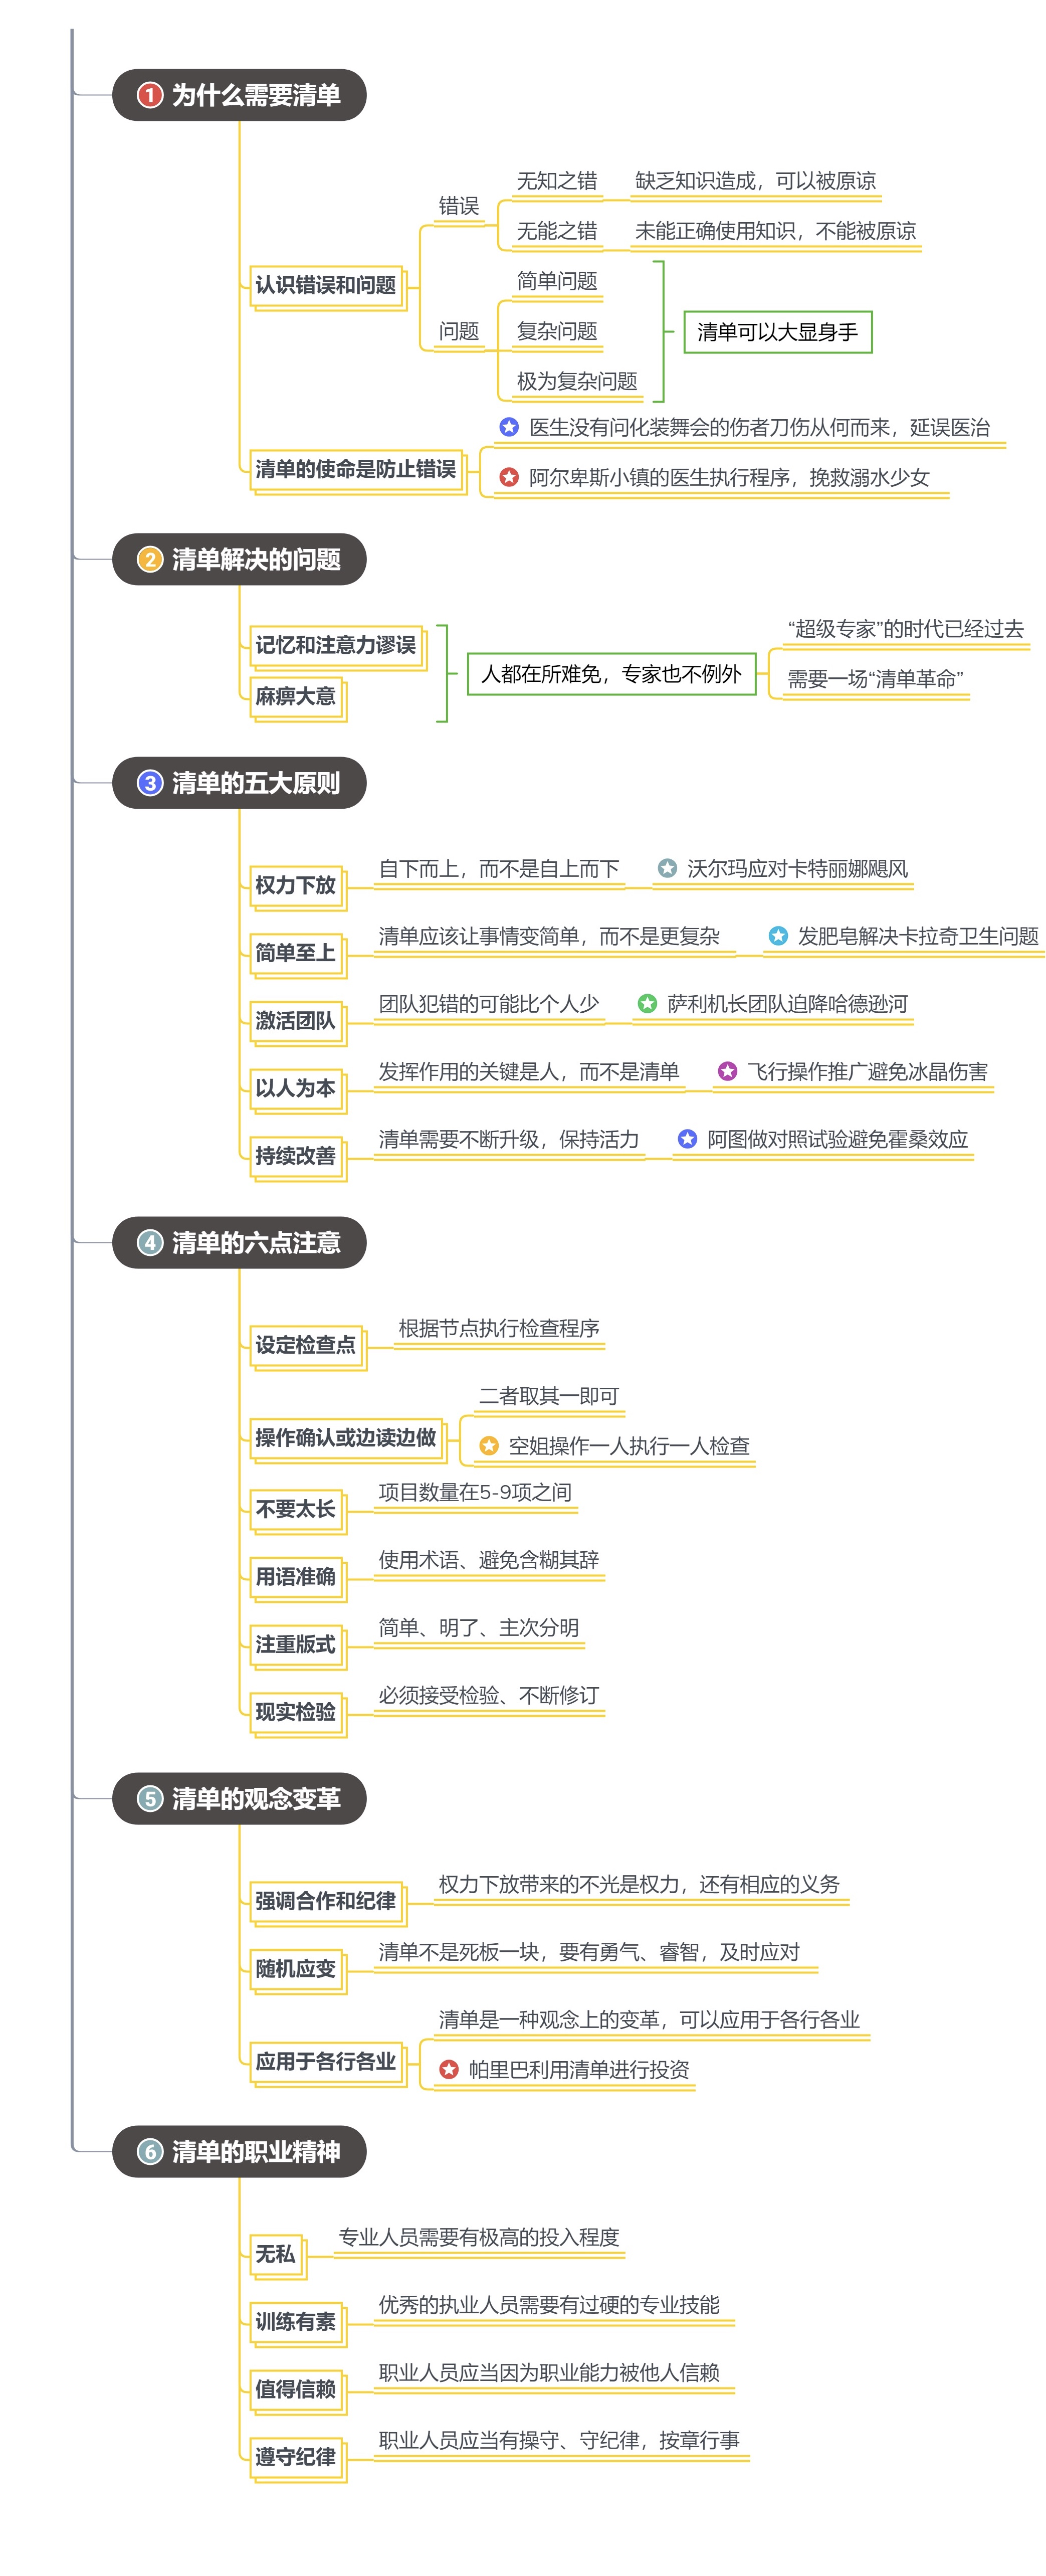 1 为什么需要清单
认识错误和问题
错误
无知之错
缺乏知识造成，可以被原谅
无能之错
未能正确使用知识，不能被原谅
问题
简单问题
复杂问题
极为复杂问题
清单可以大显身手
清单的使命是防止错误
医生没有问化装舞会的伤者刀伤从何而来，延误医治
阿尔卑斯小镇的医生执行程序，挽救溺水少女
2 清单解决的问题
记忆和注意力谬误
麻痹大意
人都在所难免，专家也不例外
“超级专家”的时代已经过去
需要一场“清单革命”
3 清单的五大原则
权力下放
自下而上，而不是自上而下
沃尔玛应对卡特丽娜飓风
简单至上
清单应该让事情变简单，而不是更复杂
发肥皂解决卡拉奇卫生问题
激活团队
团队犯错的可能比个人少
萨利机长团队迫降哈德逊河
以人为本
发挥作用的关键是人，而不是清单
飞行操作推广避免冰晶伤害
持续改善
清单需要不断升级，保持活力
阿图做对照试验避免霍桑效应
4 清单的六点注意
设定检查点
根据节点执行检查程序
操作确认或边读边做
二者取其一即可
空姐操作一人执行一人检查
不要太长
项目数量在5-9项之间
用语准确
使用术语、避免含糊其辞
注重版式
简单、明了、主次分明
现实检验
必须接受检验、不断修订
5 清单的观念变革
强调合作和纪律
权力下放带来的不光是权力，还有相应的义务
随机应变
清单不是死板一块，要有勇气、睿智，及时应对
应用于各行各业
清单是一种观念上的变革，可以应用于各行各业
帕里巴利用清单进行投资
6 清单的职业精神
无私
专业人员需要有极高的投入程度
训练有素
优秀的执业人员需要有过硬的专业技能
值得信赖
职业人员应当因为职业能力被他人信赖
遵守纪律
职业人员应当有操守、守纪律，按章行事